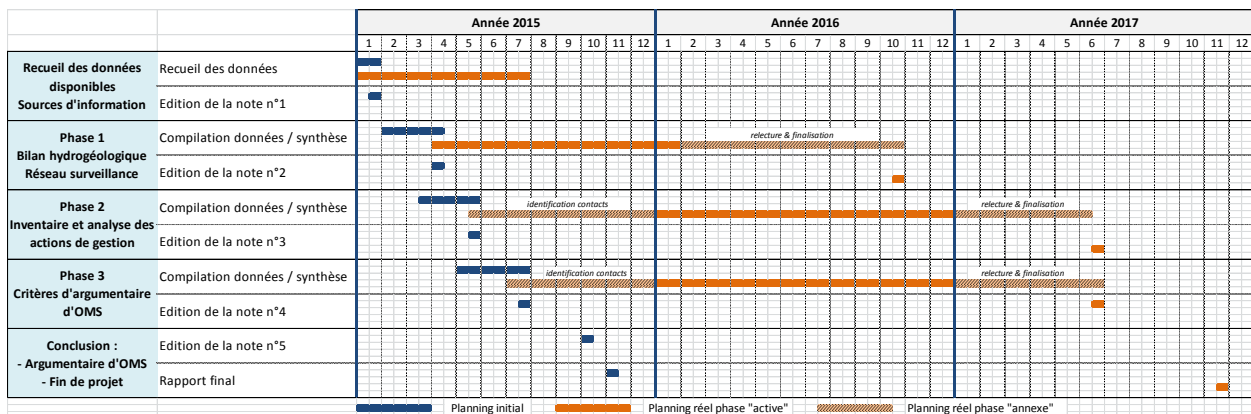 Année 2015 Année 2016 Année 2017
1 2 3 4 5 6 7 8 9 10 11 12 1 2 3 4 5 6 7 8 9 10 11 12 1 2 3 4 5 6 7 8 9 10 11 12
Recueil des données
disponibles
Sources d'information
Recueil des données
Edition de la note n°1
Phase 1
Bilan hydrogéologique
Réseau surveillance
Compilation données / synthèse
relecture & finalisation
Edition de la note n°2
Phase 2
Inventaire et analyse des
actions de gestion
Compilation données / synthèse
identification contacts
relecture & finalisation
Edition de la note n°3
Phase 3
Critères d'argumentaire
d'OMS
Compilation données / synthèse
identification contacts
relecture & finalisation
Edition de la note n°4
Conclusion :
- Argumentaire d'OMS
- Fin de projet
Edition de la note n°5
Rapport final
Planning initial Planning réel phase "active" Planning réel phase "annexe"